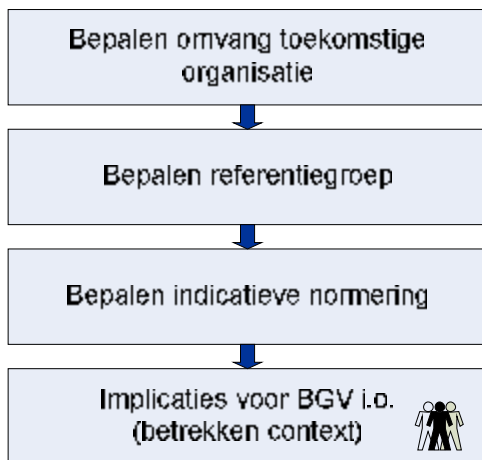 Bepalen omvang toekomstige
organisatie
Bepalen referentiegroep
Bepalen indicatieve normering
Implicaties voor BGV i.o.
(betrekken context)